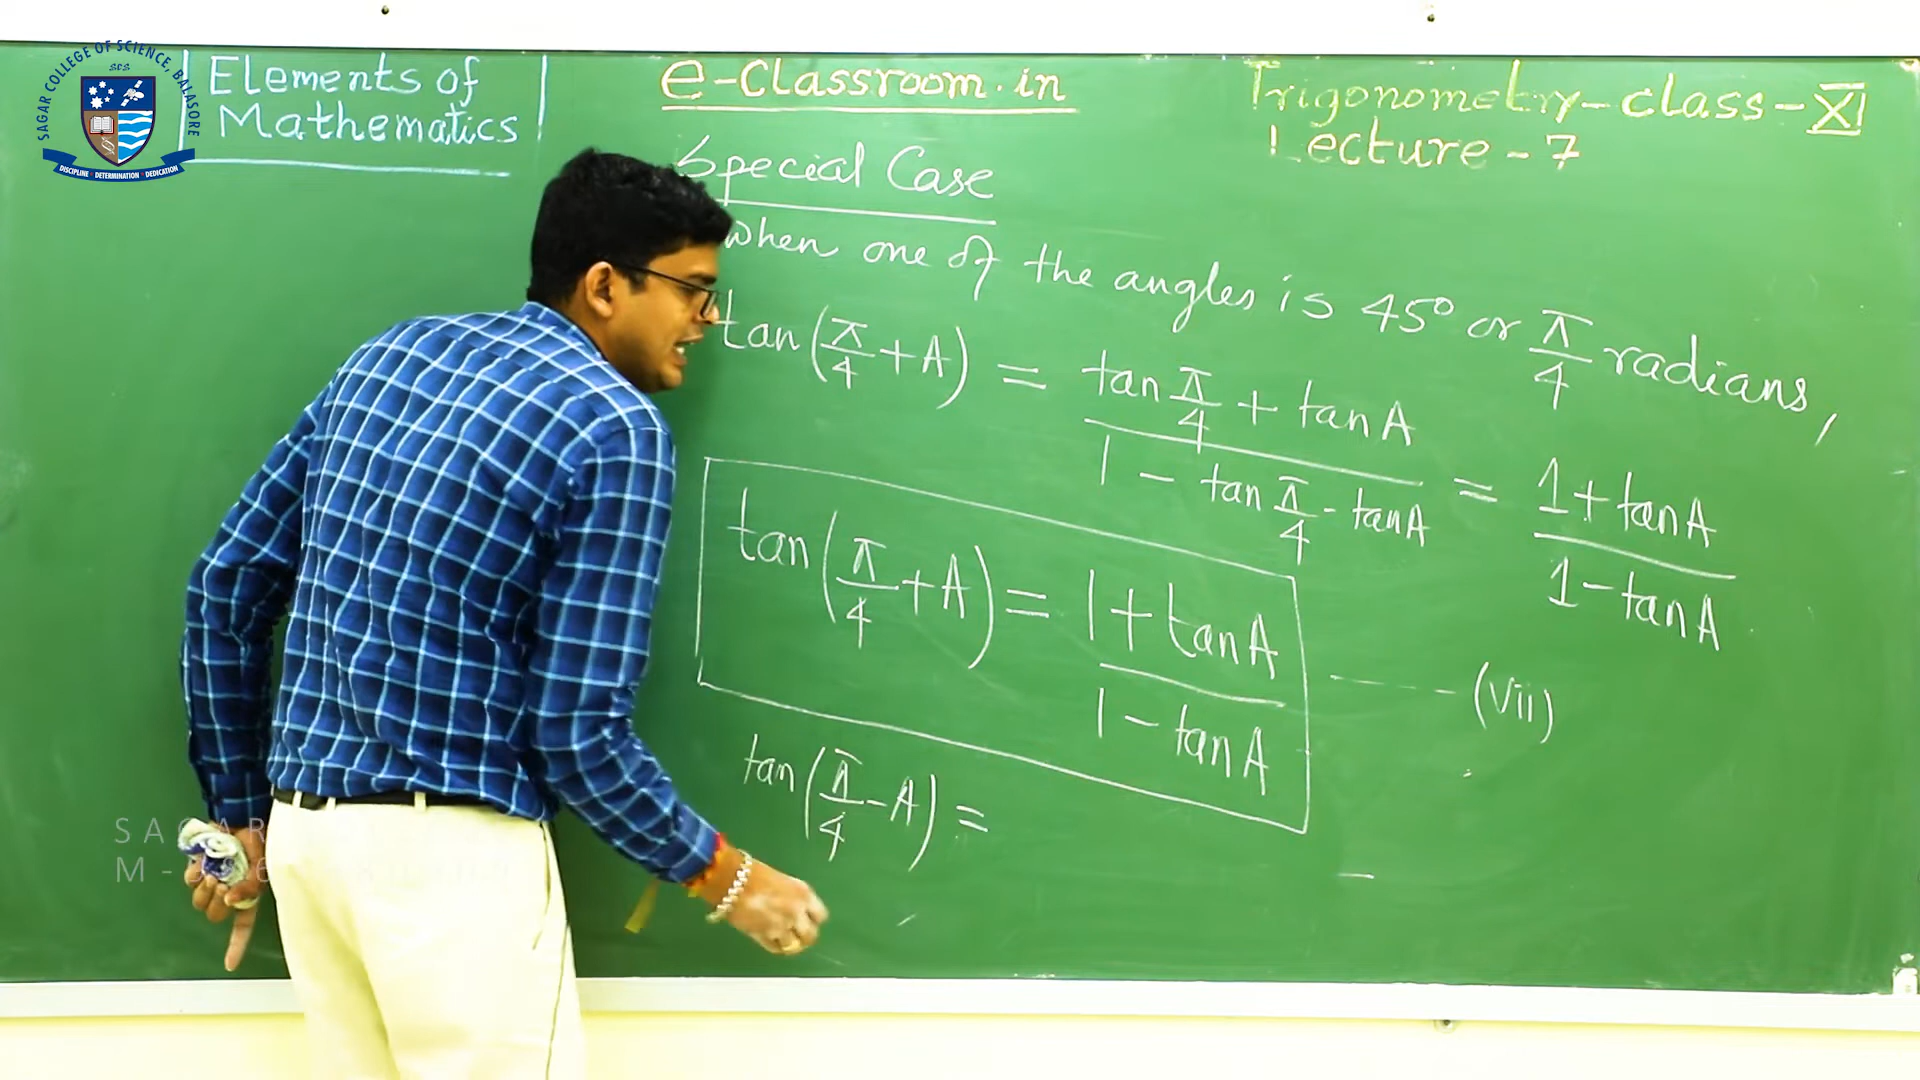 SAGAR COLLEGE OF SCIENCE, BALASORE
SCS
DISCIPLINE · DETERMINATION · DEDICATION
Elements of
Mathematics
e-Classroom.in
Trigonometry-class-XI
Lecture-7
Special Case
When one of the angles is 45° or π/4 radians,
tan(π/4+A) = (tan π/4 + tanA)/(1 - tan π/4 · tanA) = (1+tanA)/(1-tanA)
tan(π/4+A) = (1+tanA)/(1-tanA) ---- (vii)
tan(π/4-A) =
SAGAR
M-